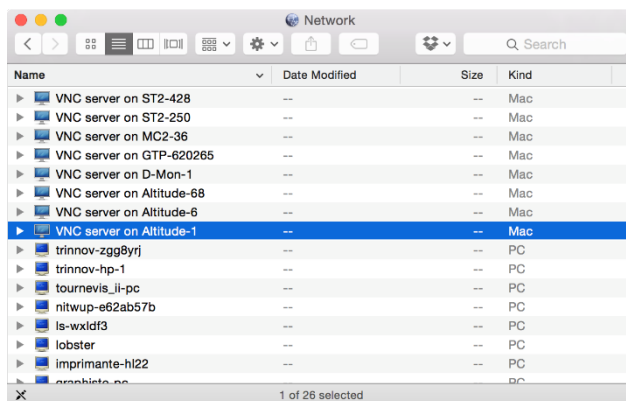 Network
Search
Name Date Modified Size Kind
VNC server on ST2-428 -- -- Mac
VNC server on ST2-250 -- -- Mac
VNC server on MC2-36 -- -- Mac
VNC server on GTP-620265 -- -- Mac
VNC server on D-Mon-1 -- -- Mac
VNC server on Altitude-68 -- -- Mac
VNC server on Altitude-6 -- -- Mac
VNC server on Altitude-1 -- -- Mac
trinnov-zgg8yrj -- -- PC
trinnov-hp-1 -- -- PC
tournevis_ii-pc -- -- PC
nitwup-e62ab57b -- -- PC
ls-wxldf3 -- -- PC
lobster -- -- PC
imprimante-hl22 -- -- PC
graphiste-pc -- -- PC
1 of 26 selected